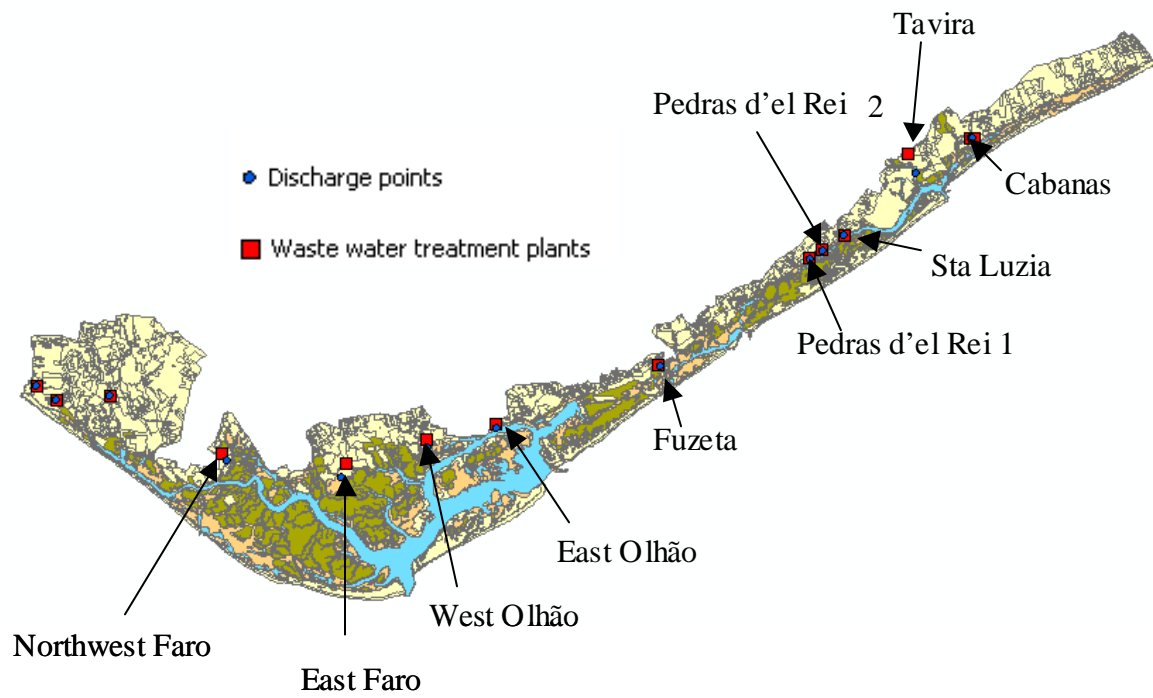 Tavira
Pedras d'el Rei 2
Discharge points
Cabanas
Waste water treatment plants
Sta Luzia
Pedras d'el Rei 1
Fuzeta
East Olhão
West Olhão
Northwest Faro
East Faro